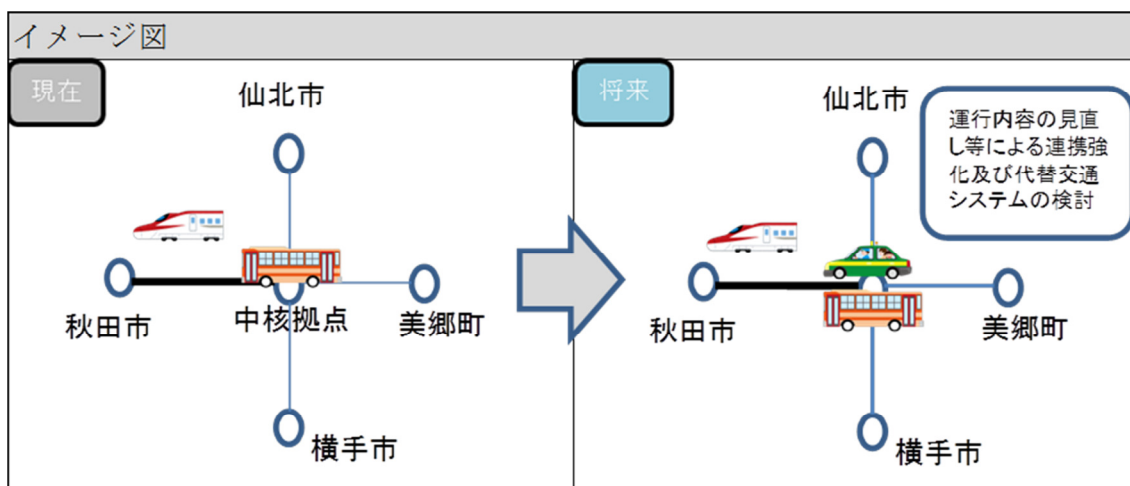 イメージ図
現在
仙北市
秋田市
中核拠点
美郷町
横手市
将来
仙北市
運行内容の見直
し等による連携強
化及び代替交通
システムの検討
秋田市
美郷町
横手市